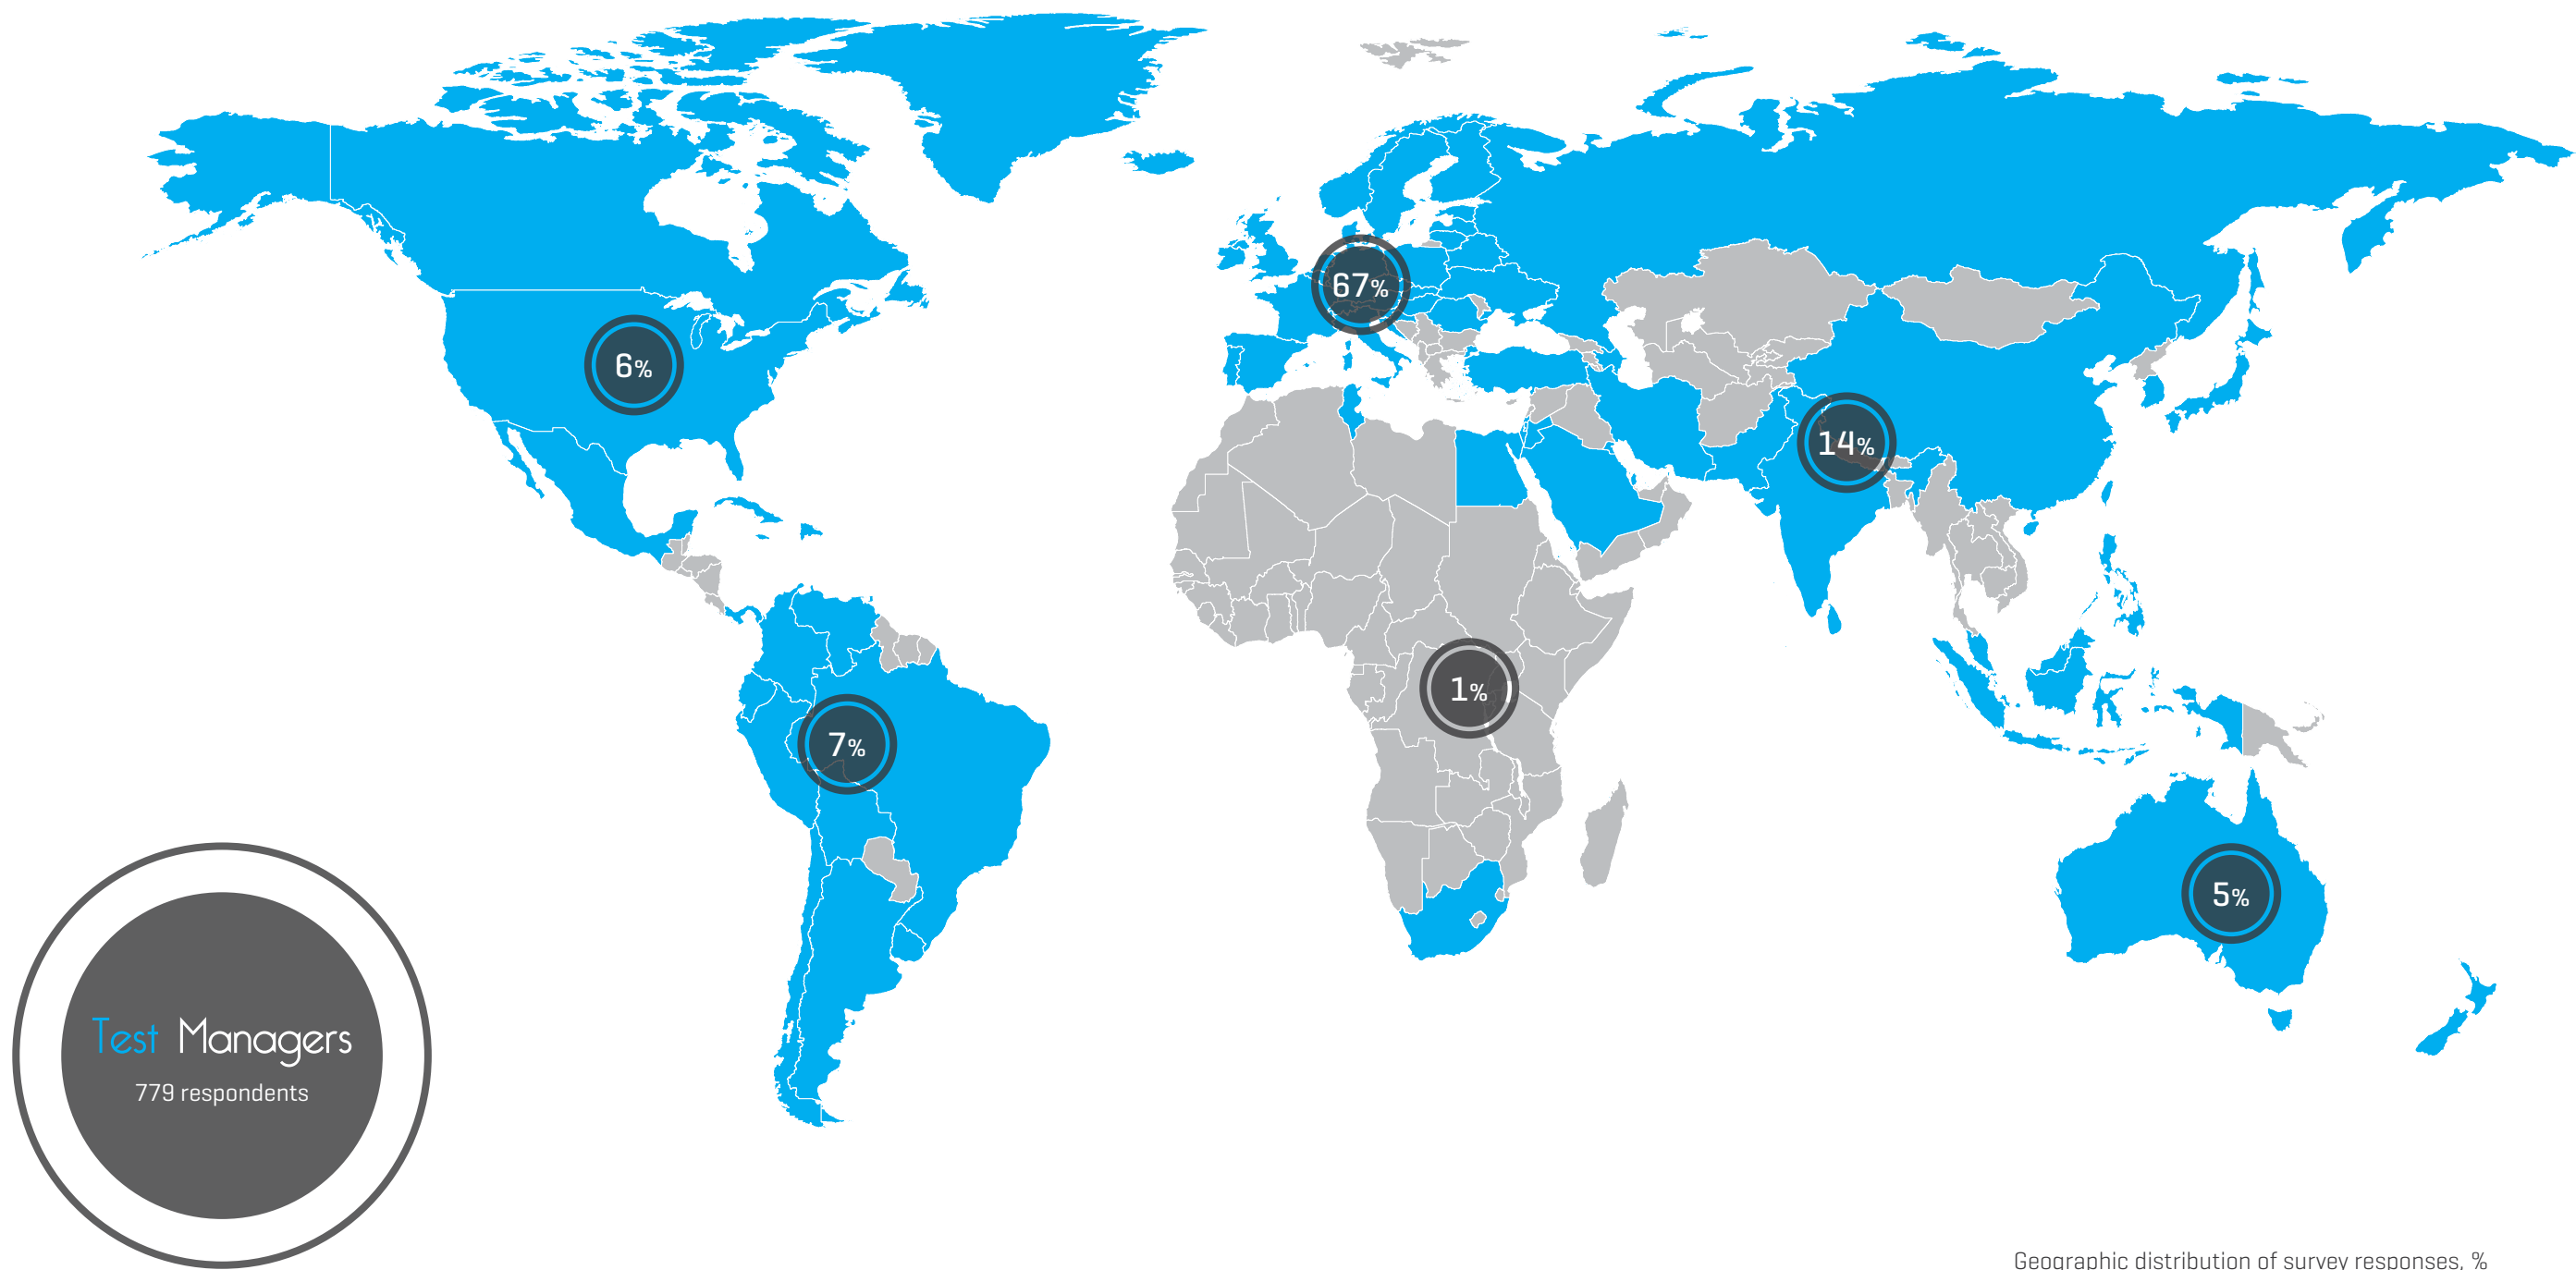 67%
6%
14%
1%
7%
5%
Test Managers
779 respondents
Geographic distribution of survey responses, %